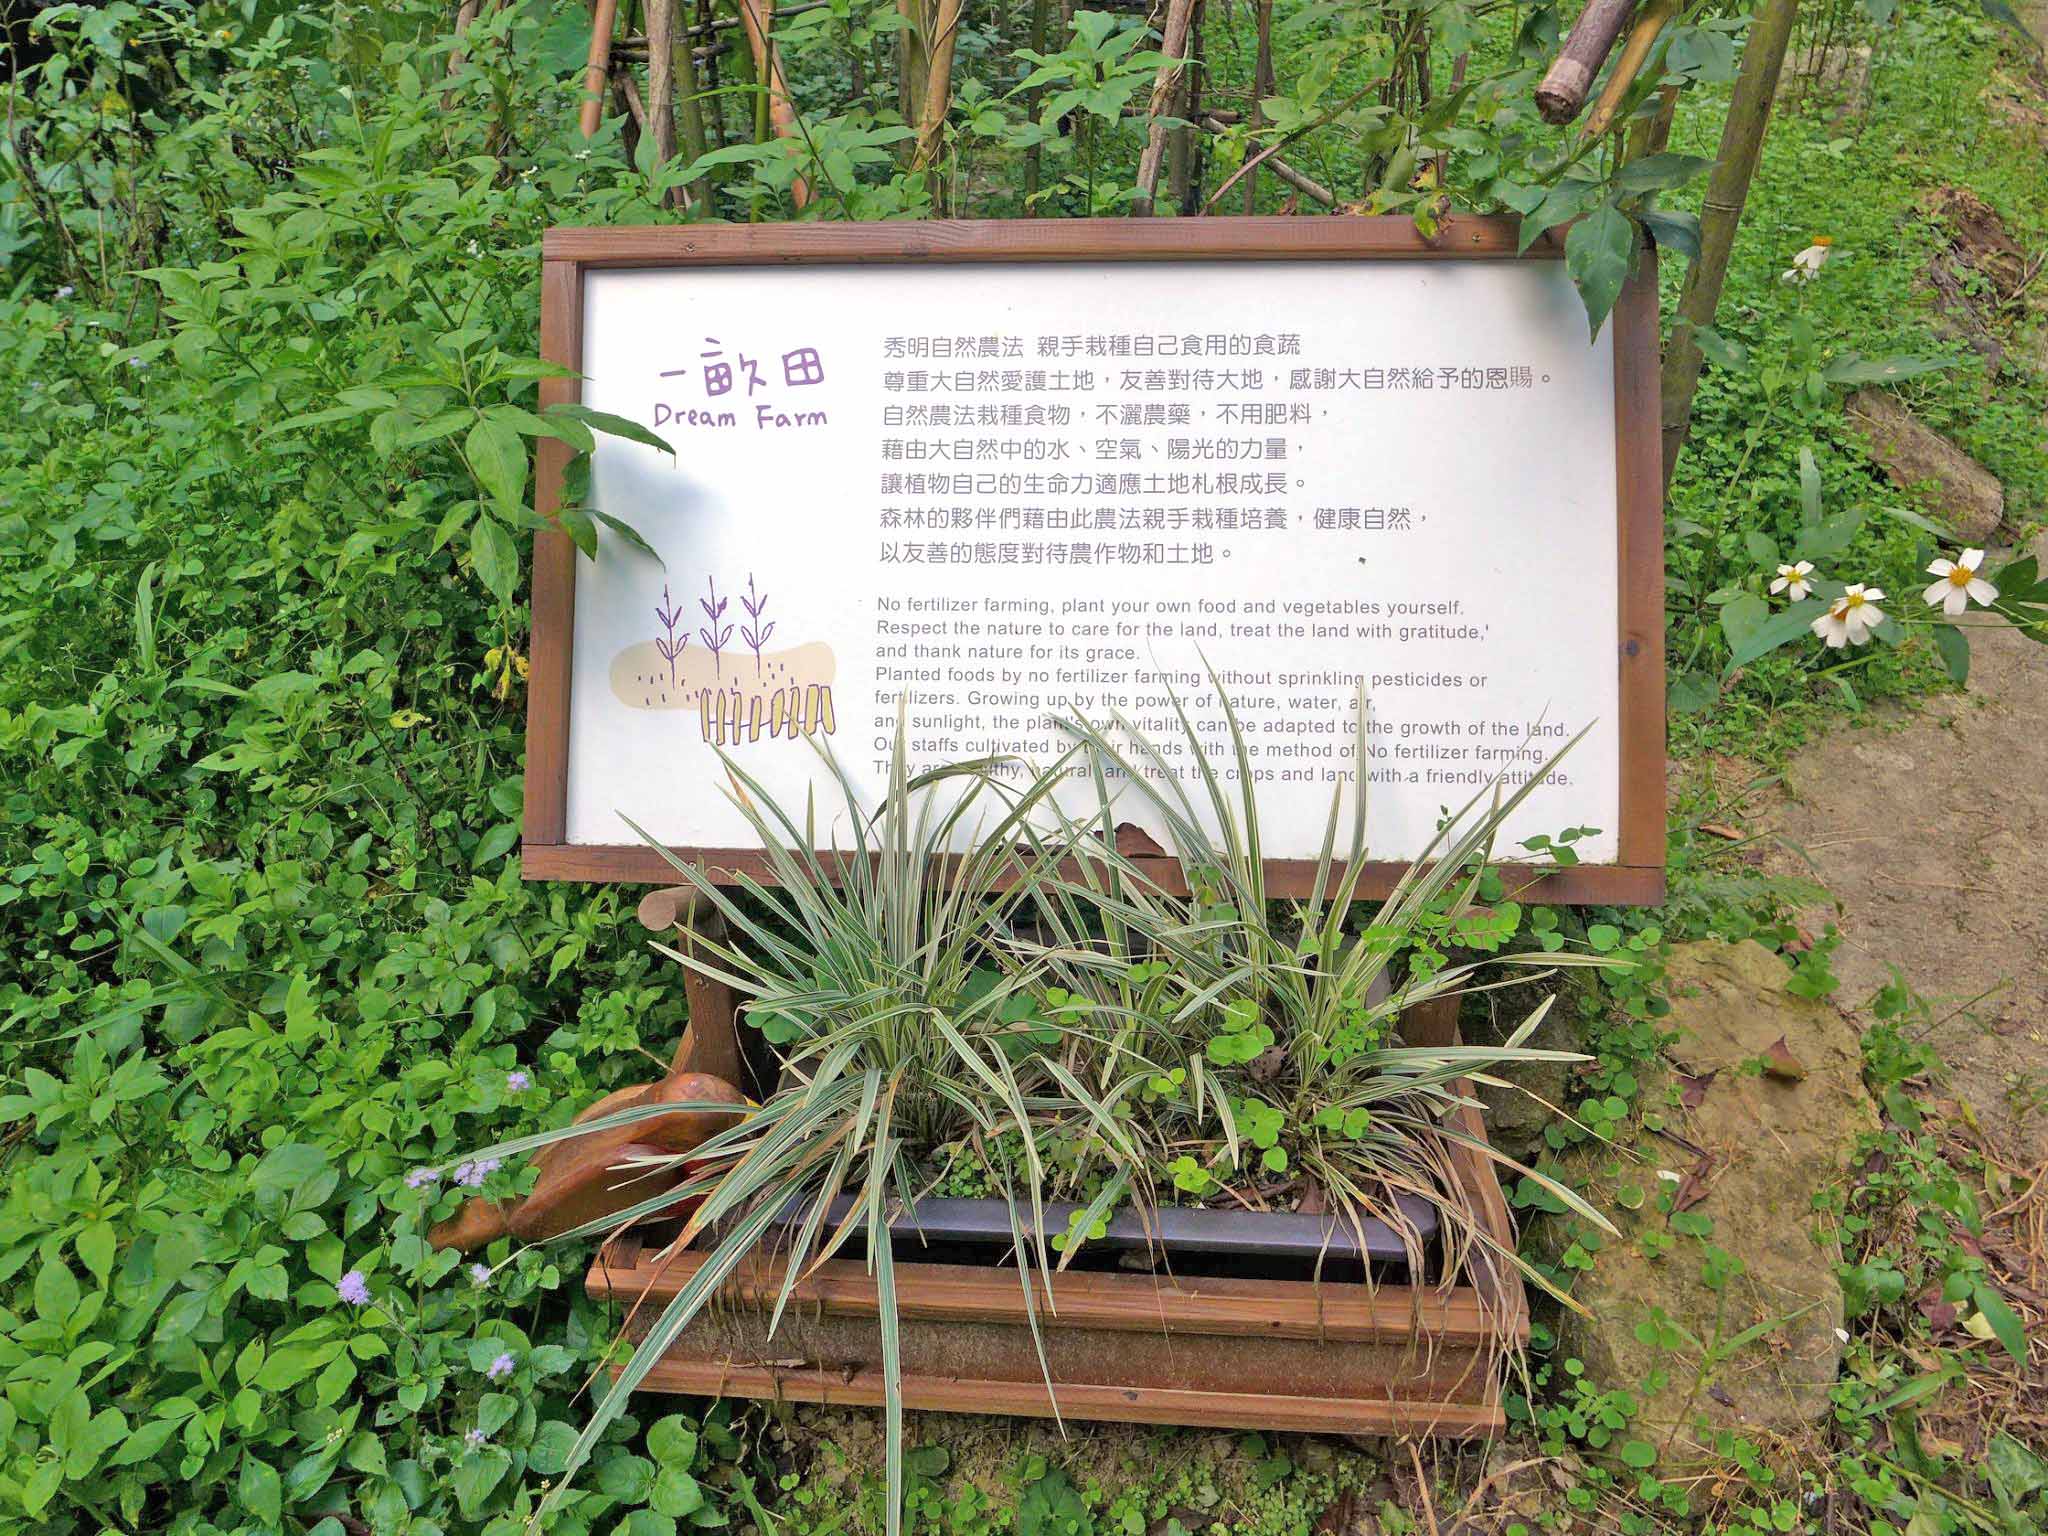 一畝田
Dream Farm
秀明自然農法 親手栽種自己食用的食蔬
尊重大自然愛護土地，友善對待大地，感謝大自然給予的恩賜。
自然農法栽種食物，不灑農藥，不用肥料，
藉由大自然中的水、空氣、陽光的力量，
讓植物自己的生命力適應土地札根成長。
森林的夥伴們藉由此農法親手栽種培養，健康自然，
以友善的態度對待農作物和土地。
No fertilizer farming, plant your own food and vegetables yourself.
Respect the nature to care for the land, treat the land with gratitude,'
and thank nature for its grace.
Planted foods by no fertilizer farming without sprinkling pesticides or
fertilizers. Growing up by the power of nature, water, air,
and sunlight, the plant's own vitality can be adapted to the growth of the land.
Our staffs cultivated by their hands with the method of No fertilizer farming.
They are healthy, natural, and treat the crops and land with a friendly attitude.